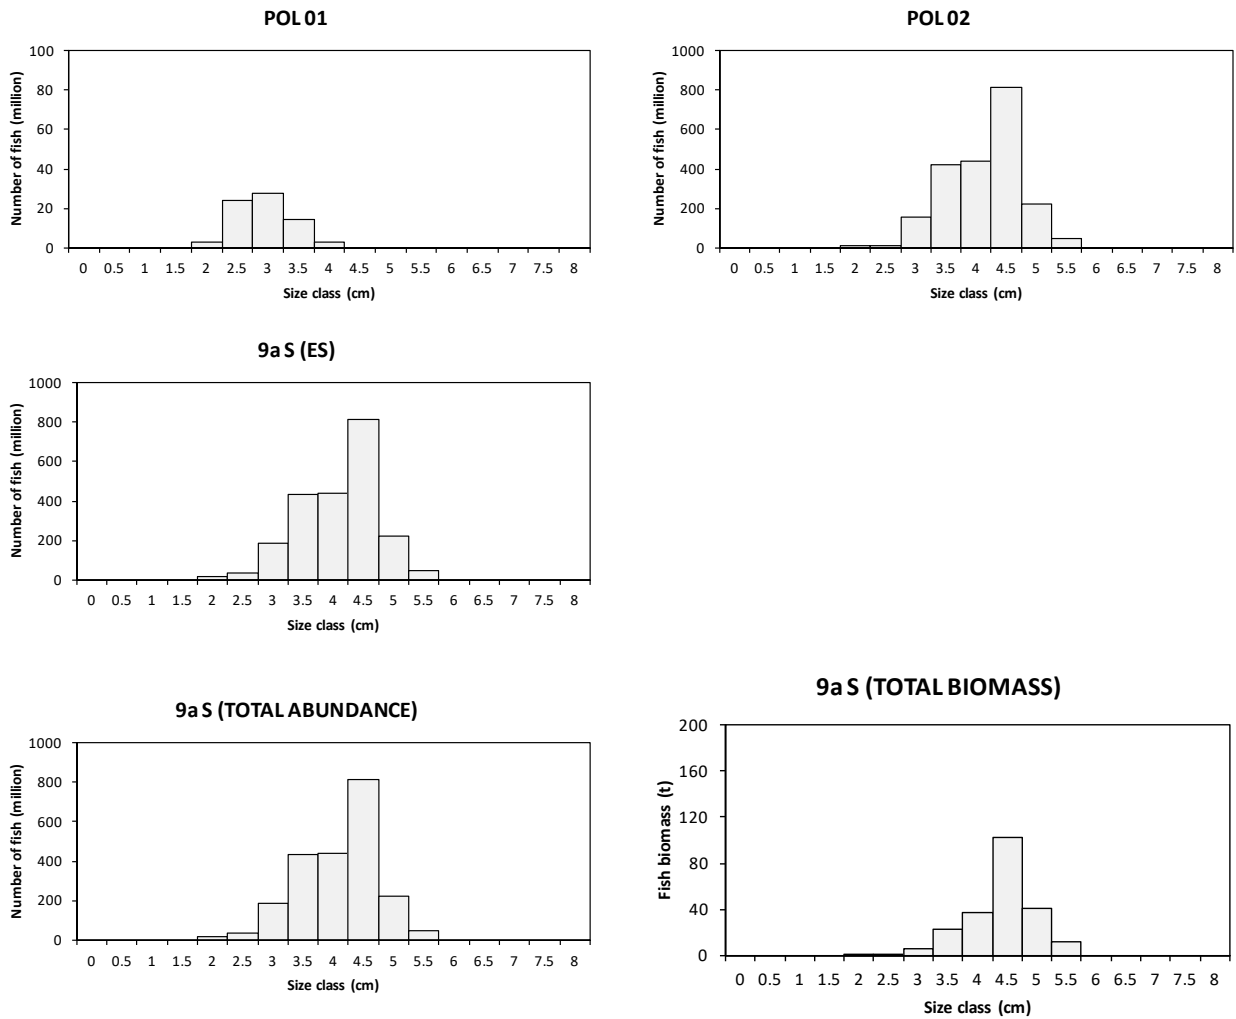 POL 01
Number of fish (million)
100
80
60
40
20
0
0 0.5 1 1.5 2 2.5 3 3.5 4 4.5 5 5.5 6 6.5 7 7.5 8
Size class (cm)
POL 02
Number of fish (million)
1000
800
600
400
200
0
0 0.5 1 1.5 2 2.5 3 3.5 4 4.5 5 5.5 6 6.5 7 7.5 8
Size class (cm)
9a S (ES)
Number of fish (million)
1000
800
600
400
200
0
0 0.5 1 1.5 2 2.5 3 3.5 4 4.5 5 5.5 6 6.5 7 7.5 8
Size class (cm)
9a S (TOTAL ABUNDANCE)
Number of fish (million)
1000
800
600
400
200
0
0 0.5 1 1.5 2 2.5 3 3.5 4 4.5 5 5.5 6 6.5 7 7.5 8
Size class (cm)
9a S (TOTAL BIOMASS)
Fish biomass (t)
200
160
120
80
40
0
0 0.5 1 1.5 2 2.5 3 3.5 4 4.5 5 5.5 6 6.5 7 7.5 8
Size class (cm)